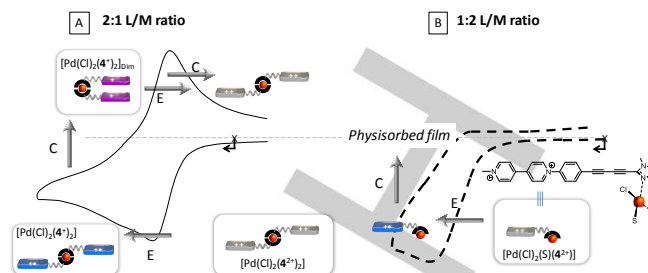 A 2:1 L/M ratio
[Pd(Cl)₂(4⁺)₂]Dim
C
E
C
[Pd(Cl)₂(4⁺)₂]
E
[Pd(Cl)₂(4²⁺)₂]
x
B 1:2 L/M ratio
Physisorbed film
x
C
E
N
⊕
N
⊕
N
N
Cl
S
[Pd(Cl)₂(S)(4²⁺)]